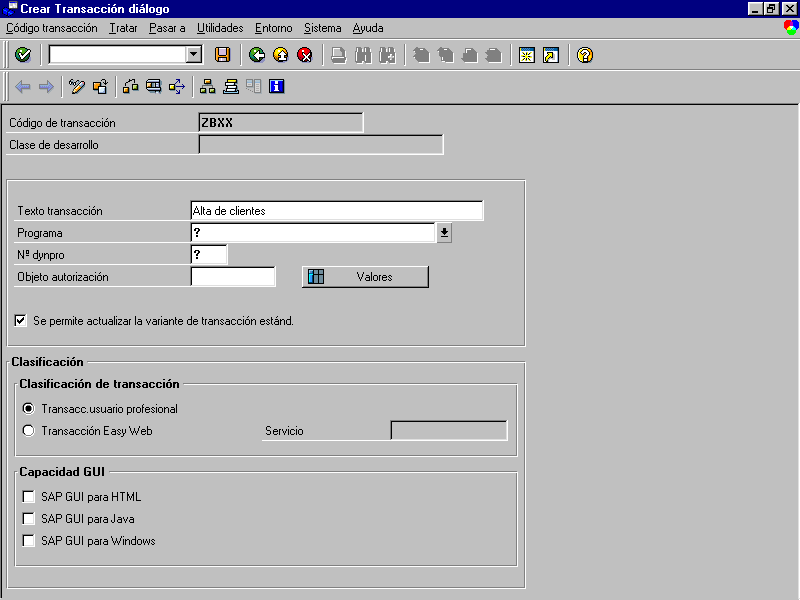 Crear Transacción diálogo
Código transacción Tratar Pasar a Utilidades Entorno Sistema Ayuda
Código de transacción ZBXX
Clase de desarrollo
Texto transacción Alta de clientes
Programa ?
Nº dynpro ?
Objeto autorización Valores
Se permite actualizar la variante de transacción estánd.
Clasificación
Clasificación de transacción
Transacc.usuario profesional
Transacción Easy Web Servicio
Capacidad GUI
SAP GUI para HTML
SAP GUI para Java
SAP GUI para Windows